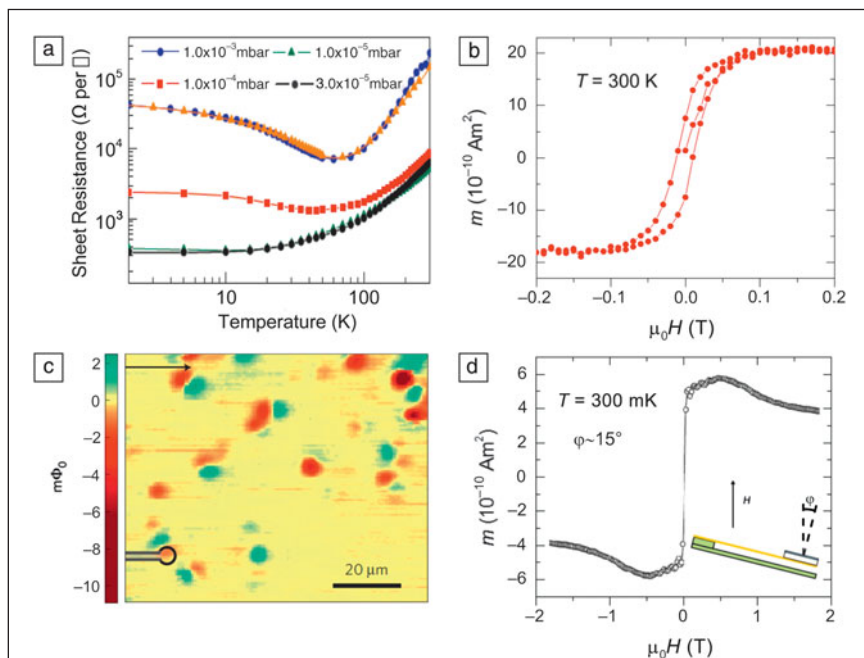 a
1.0x10⁻³mbar 1.0x10⁻⁵mbar
1.0x10⁻⁴mbar 3.0x10⁻⁵mbar
Sheet Resistance (Ω per □)
10⁵
10⁴
10³
10 100
Temperature (K)
b
T = 300 K
m (10⁻¹⁰ Am²)
20
10
0
−10
−20
−0.2 −0.1 0.0 0.1 0.2
μ₀H (T)
c
mΦ₀
2
0
−2
−4
−6
−8
−10
20 μm
d
T = 300 mK
φ~15°
m (10⁻¹⁰ Am²)
6
4
2
0
−2
−4
−6
H
φ
−2 −1 0 1 2
μ₀H (T)